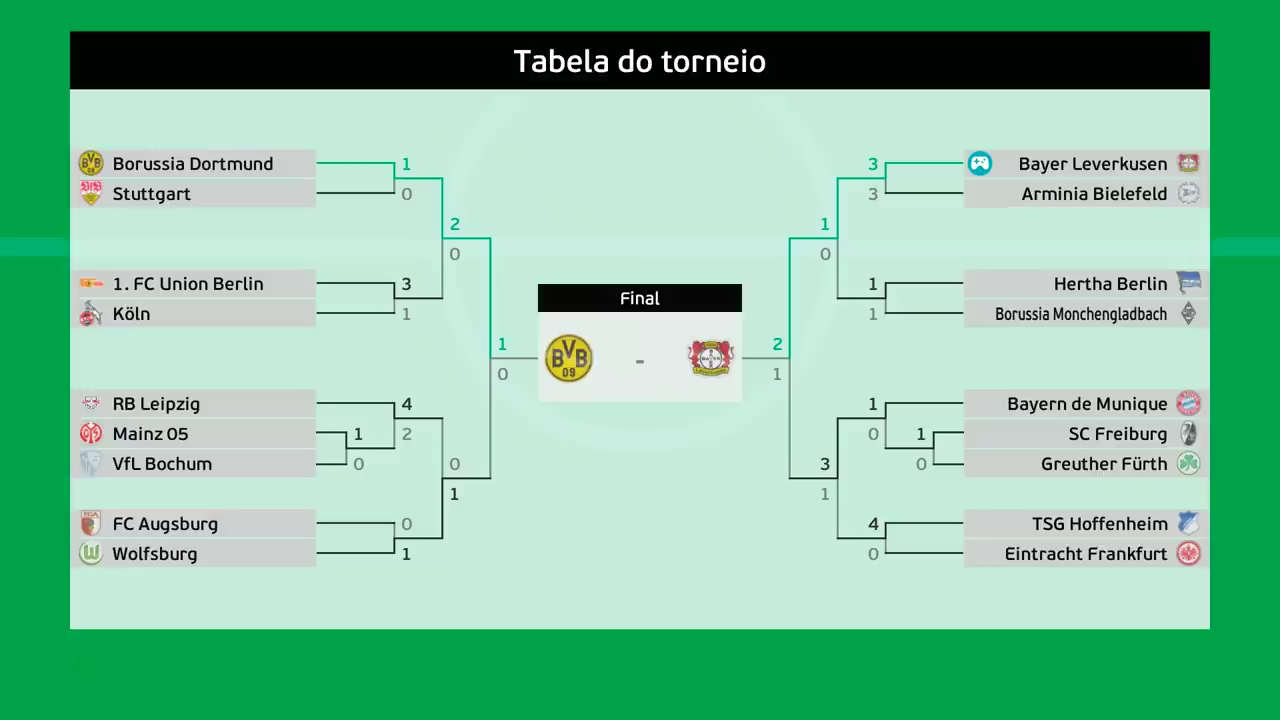 Tabela do torneio
Borussia Dortmund 1
Stuttgart 0
2
0
1. FC Union Berlin 3
Köln 1
1
0
RB Leipzig 4
Mainz 05 1 2
VfL Bochum 0
0
1
FC Augsburg 0
Wolfsburg 1
Final
BVB 09 -
3 Bayer Leverkusen
3 Arminia Bielefeld
1
0
1 Hertha Berlin
1 Borussia Monchengladbach
2
1
1 Bayern de Munique
0 1 SC Freiburg
0 Greuther Fürth
3
1
4 TSG Hoffenheim
0 Eintracht Frankfurt